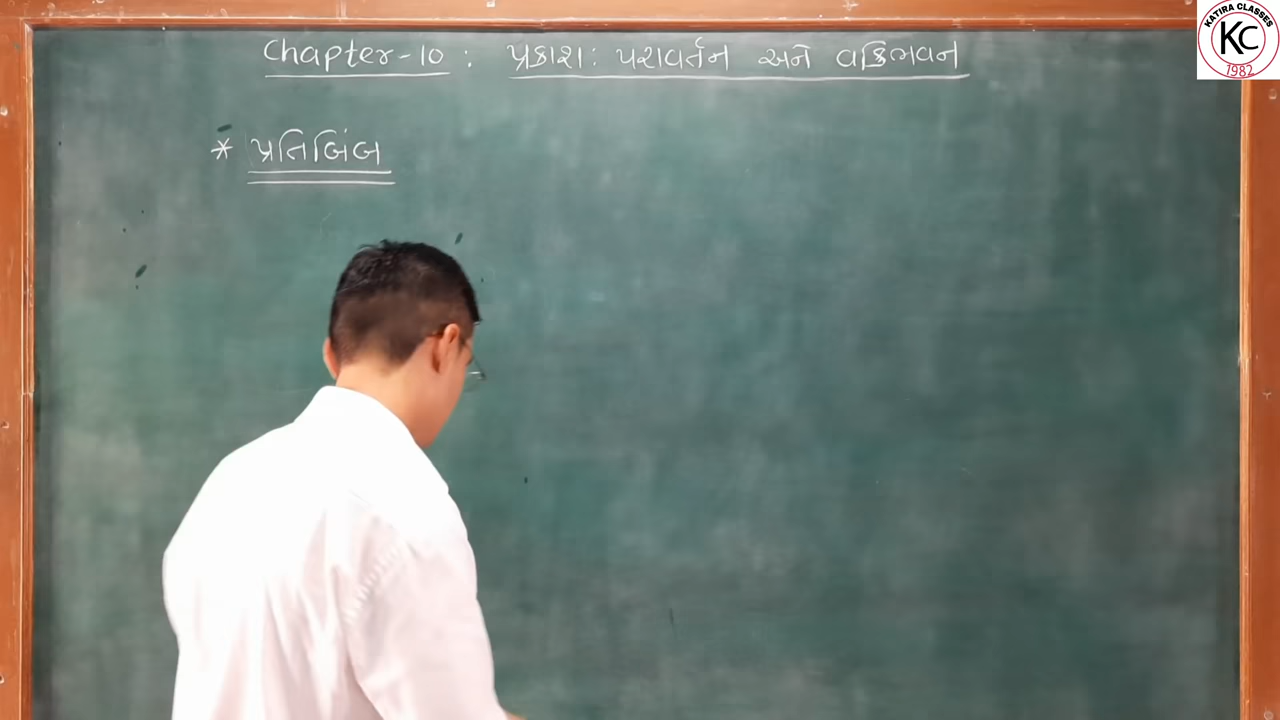 Chapter-10 : પ્રકાશ : પરાવર્તન અને વક્રિભવન
* પ્રતિબિંબ
KATIRA CLASSES
KC
1982